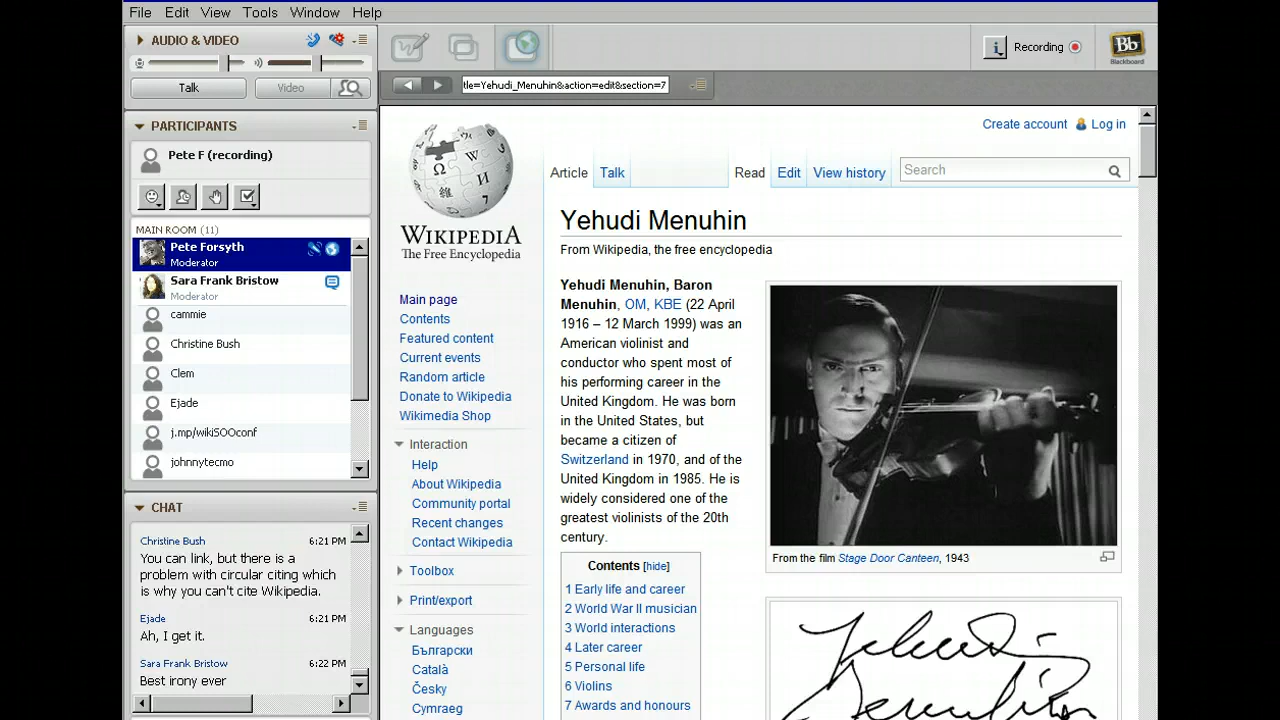 File Edit View Tools Window Help
AUDIO & VIDEO
Talk
Video
PARTICIPANTS
Pete F (recording)
MAIN ROOM (11)
Pete Forsyth
Moderator
Sara Frank Bristow
Moderator
cammie
Christine Bush
Clem
Ejade
j.mp/wikiSOOconf
johnnytecmo
CHAT
Christine Bush 6:21 PM
You can link, but there is a
problem with circular citing which
is why you can't cite Wikipedia.
Ejade 6:21 PM
Ah, I get it.
Sara Frank Bristow 6:22 PM
Best irony ever
Recording
Bb
Blackboard
tle=Yehudi_Menuhin&action=edit&section=7
Create account Log in
WIKIPEDIA
The Free Encyclopedia
Article Talk Read Edit View history Search
Main page
Contents
Featured content
Current events
Random article
Donate to Wikipedia
Wikimedia Shop
Interaction
Help
About Wikipedia
Community portal
Recent changes
Contact Wikipedia
Toolbox
Print/export
Languages
Български
Català
Česky
Cymraeg
Yehudi Menuhin
From Wikipedia, the free encyclopedia
Yehudi Menuhin, Baron
Menuhin, OM, KBE (22 April
1916 – 12 March 1999) was an
American violinist and
conductor who spent most of
his performing career in the
United Kingdom. He was born
in the United States, but
became a citizen of
Switzerland in 1970, and of the
United Kingdom in 1985. He is
widely considered one of the
greatest violinists of the 20th
century.
Contents [hide]
1 Early life and career
2 World War II musician
3 World interactions
4 Later career
5 Personal life
6 Violins
7 Awards and honours
From the film Stage Door Canteen, 1943
Yehudi
Menuhin